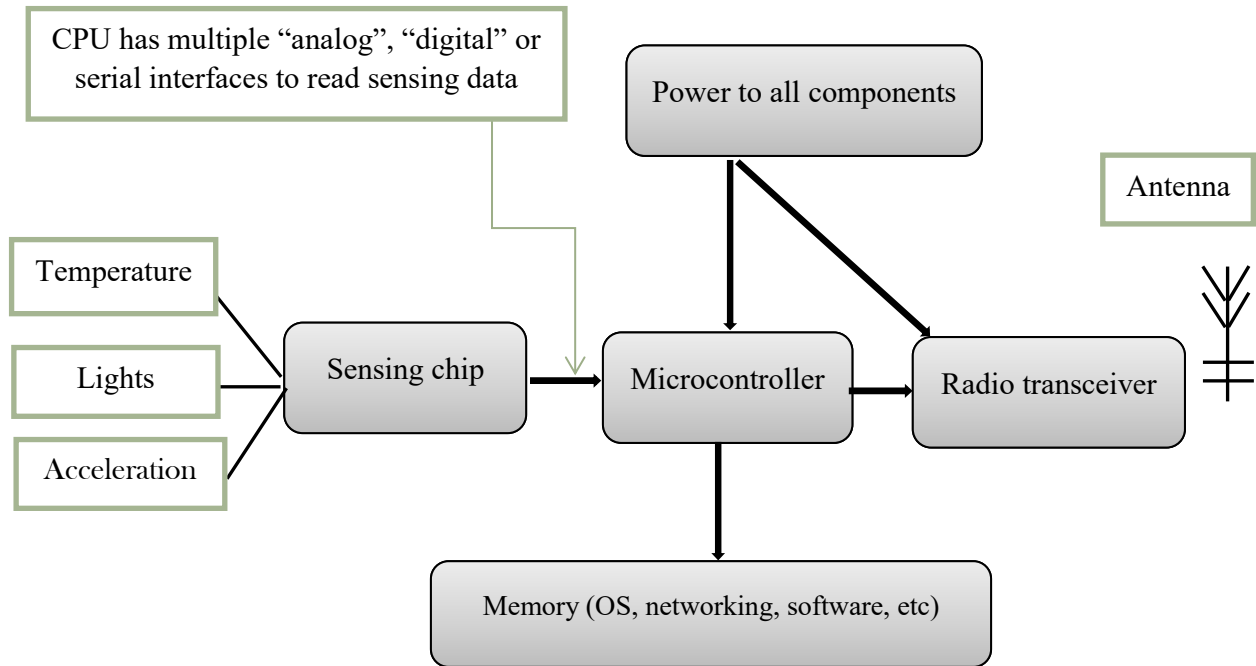 CPU has multiple “analog”, “digital” or
serial interfaces to read sensing data
Power to all components
Antenna
Temperature
Lights
Acceleration
Sensing chip
Microcontroller
Radio transceiver
Memory (OS, networking, software, etc)